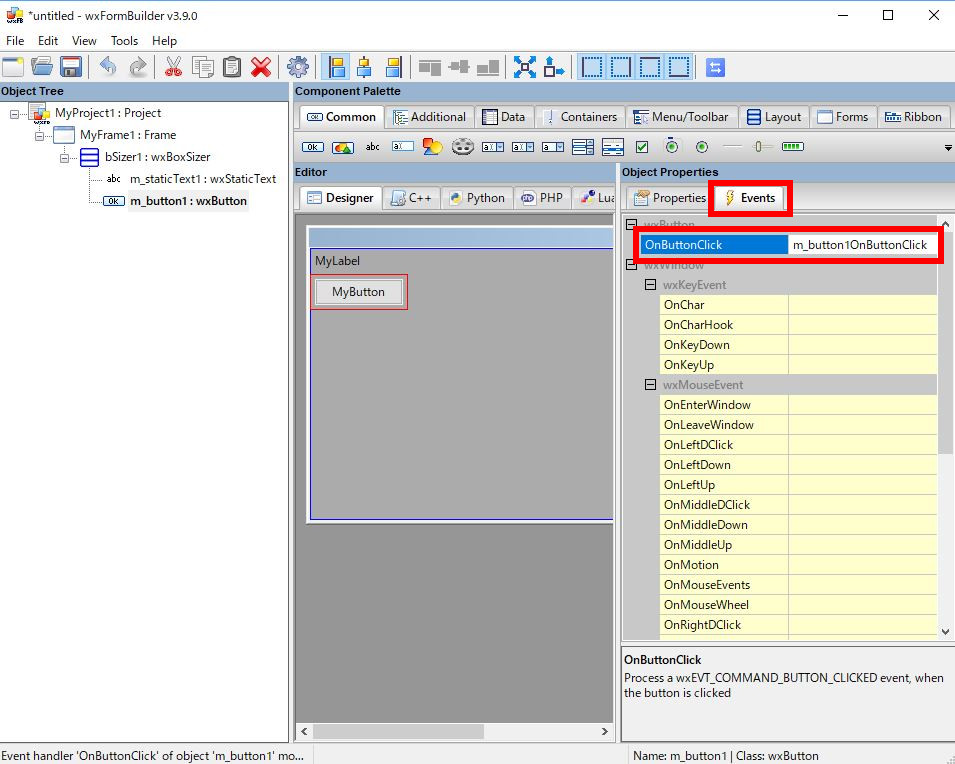 *untitled - wxFormBuilder v3.9.0
File Edit View Tools Help
Object Tree
MyProject1 : Project
MyFrame1 : Frame
bSizer1 : wxBoxSizer
abc m_staticText1 : wxStaticText
OK m_button1 : wxButton
Component Palette
OK Common Additional Data Containers Menu/Toolbar Layout Forms Ribbon
Editor
Designer C++ Python PHP Lua
MyLabel
MyButton
Object Properties
Properties Events
wxButton
OnButtonClick m_button1OnButtonClick
wxWindow
wxKeyEvent
OnChar
OnCharHook
OnKeyDown
OnKeyUp
wxMouseEvent
OnEnterWindow
OnLeaveWindow
OnLeftDClick
OnLeftDown
OnLeftUp
OnMiddleDClick
OnMiddleDown
OnMiddleUp
OnMotion
OnMouseEvents
OnMouseWheel
OnRightDClick
OnButtonClick
Process a wxEVT_COMMAND_BUTTON_CLICKED event, when
the button is clicked
Event handler 'OnButtonClick' of object 'm_button1' mo...
Name: m_button1 | Class: wxButton